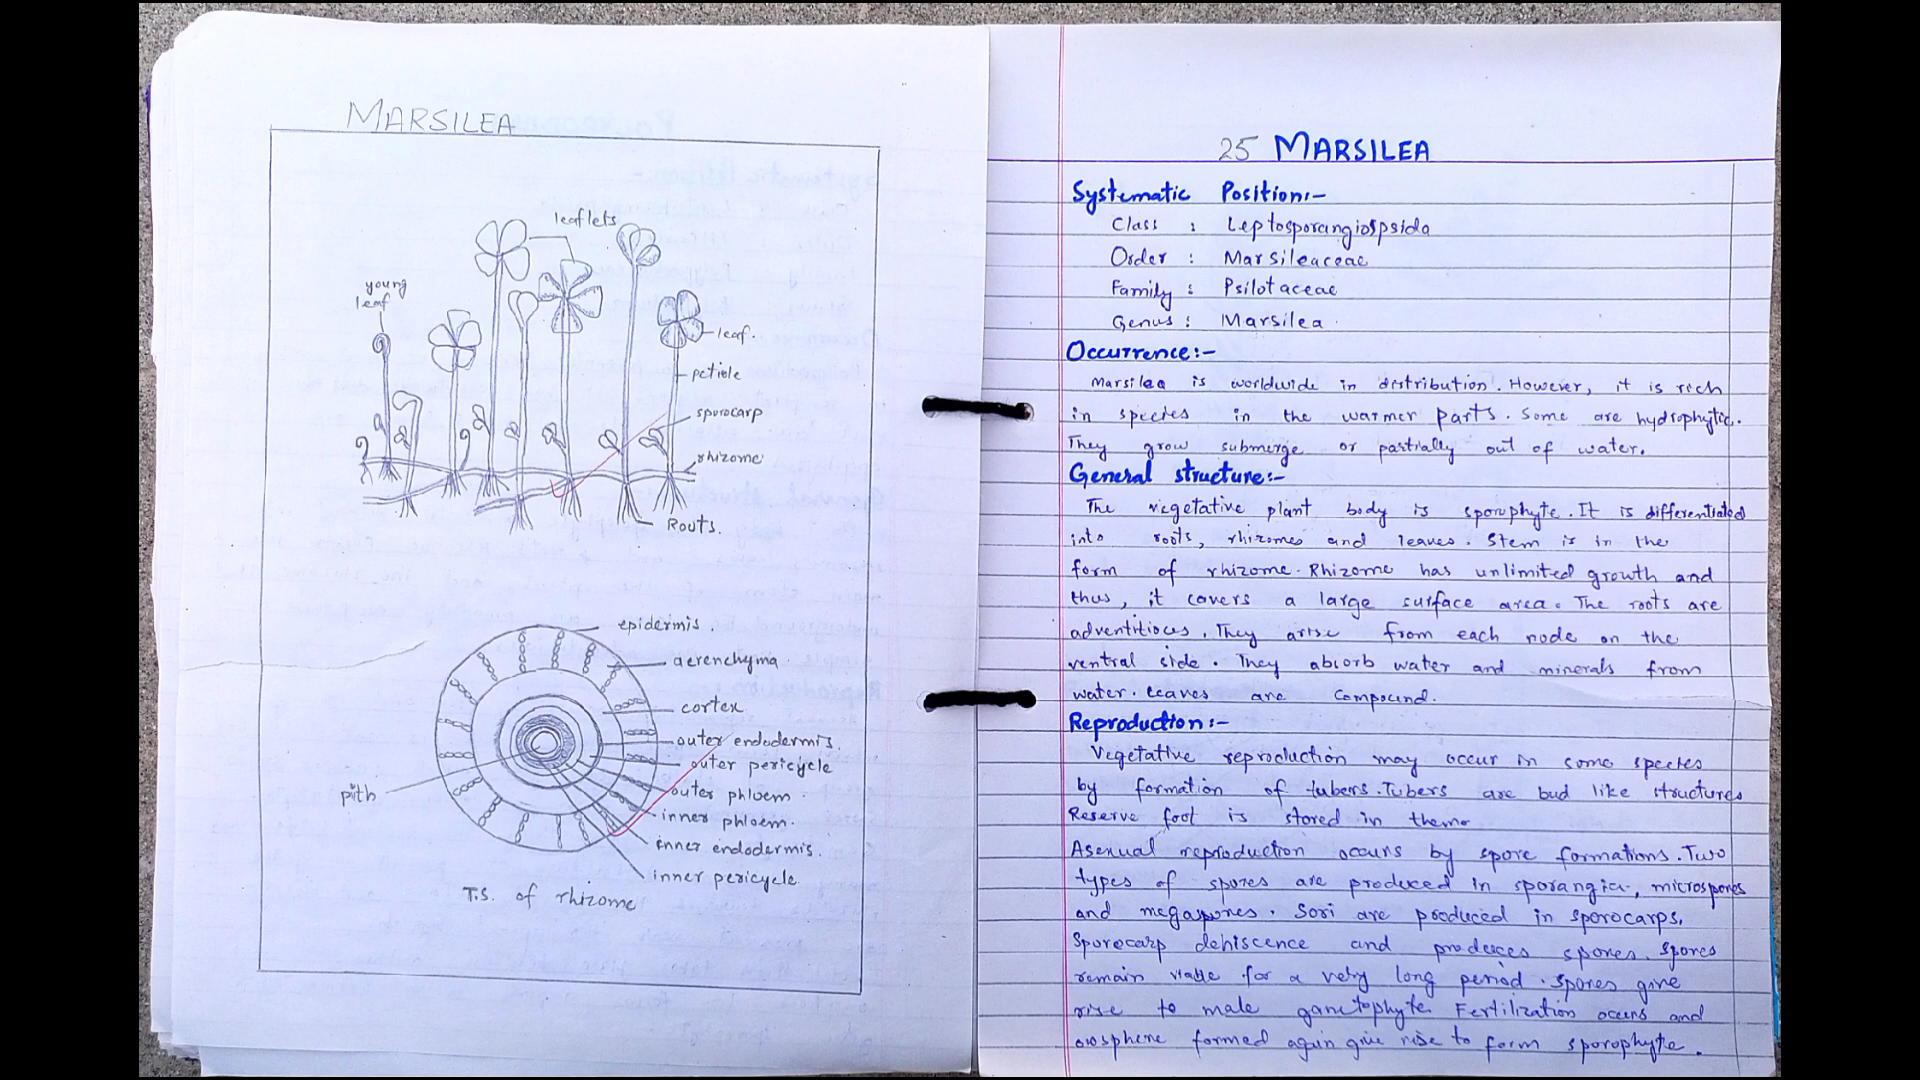 MARSILEA
leaflets
young
leaf
leaf.
petiole
sporocarp
rhizome
Roots.
epidermis.
aerenchyma
cortex
outer endodermis.
outer pericycle
pith
outer phloem
inner phloem.
inner endodermis.
inner pericycle
T.S. of rhizome
25 MARSILEA
Systematic Position:-
Class : Leptosporangiospsida
Order : Marsileaceae
Family : Psilotaceae
Genus : Marsilea.
Occurrence:-
Marsilea is worldwide in distribution. However, it is rich
in species in the warmer parts. Some are hydrophytic.
They grow submerge or partially out of water.
General structure:-
The vegetative plant body is sporophyte. It is differentiated
into roots, rhizomes and leaves. Stem is in the
form of rhizome. Rhizome has unlimited growth and
thus, it covers a large surface area. The roots are
adventitious. They arise from each node on the
ventral side. They absorb water and minerals from
water. leaves are compound.
Reproduction:-
Vegetative reproduction may occur in some species
by formation of tubers. Tubers are bud like structures
Reserve foot is stored in them.
Asexual reproduction occurs by spore formations. Two
types of spores are produced in sporangia, microspores
and megaspores. Sori are produced in sporocarps.
Sporocarp dehiscence and produces spores. Spores
remain viable for a very long period. Spores give
rise to male gametophyte. Fertilization occurs and
oosphere formed again give rise to form sporophyte.